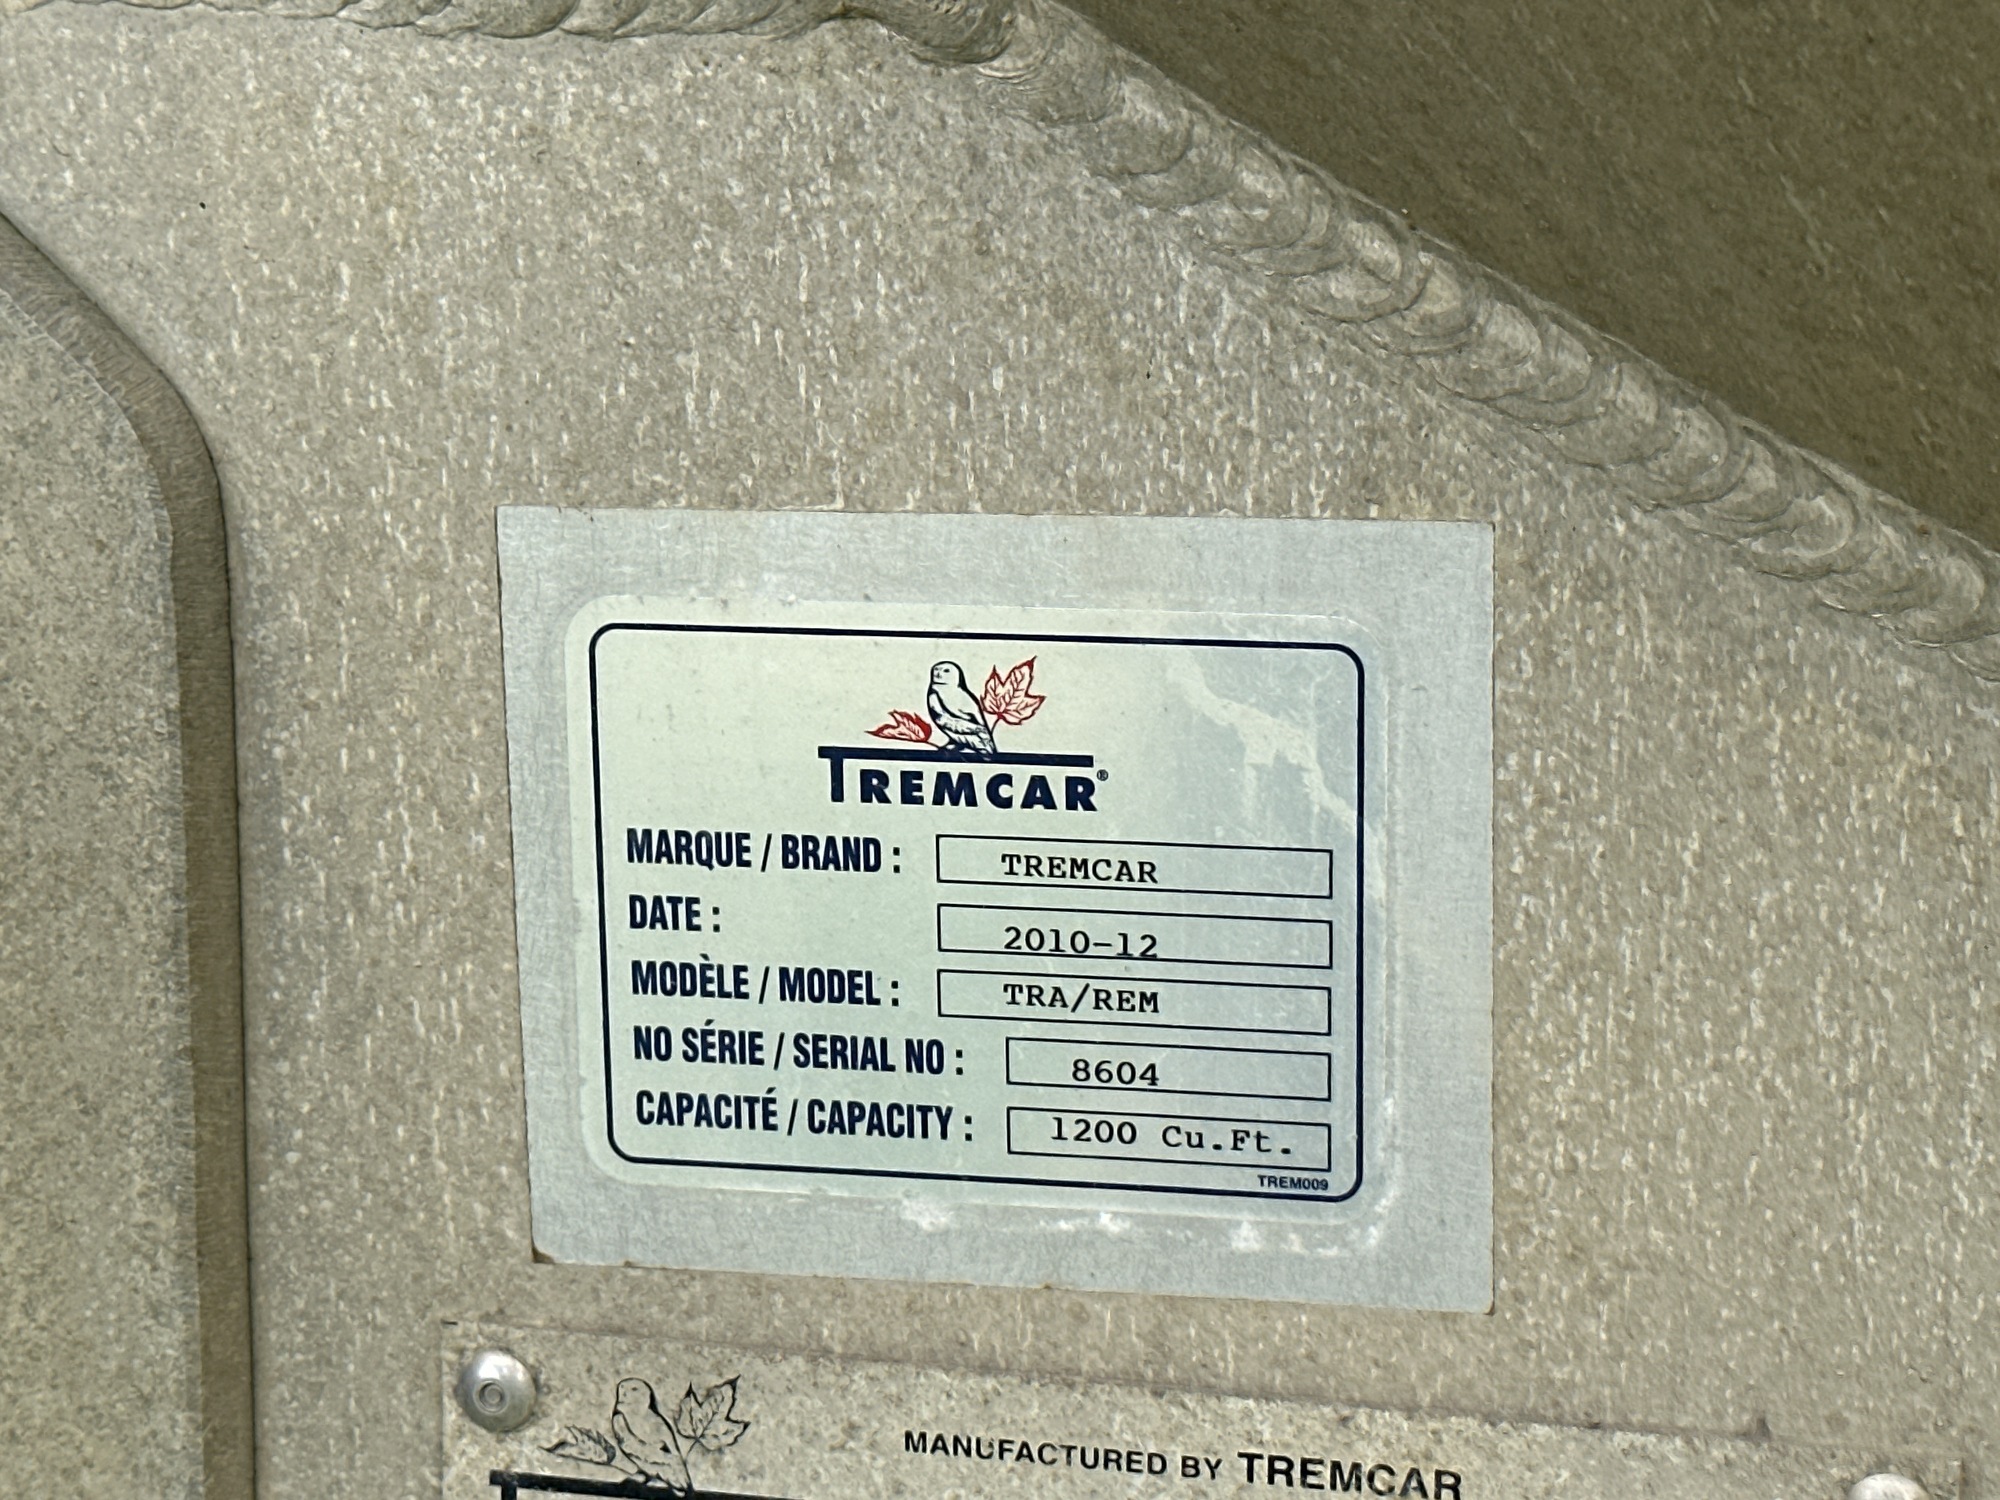 TREMCAR®
MARQUE / BRAND : TREMCAR
DATE : 2010-12
MODÈLE / MODEL : TRA/REM
NO SÉRIE / SERIAL NO : 8604
CAPACITÉ / CAPACITY : 1200 Cu.Ft.
TREM009
MANUFACTURED BY TREMCAR